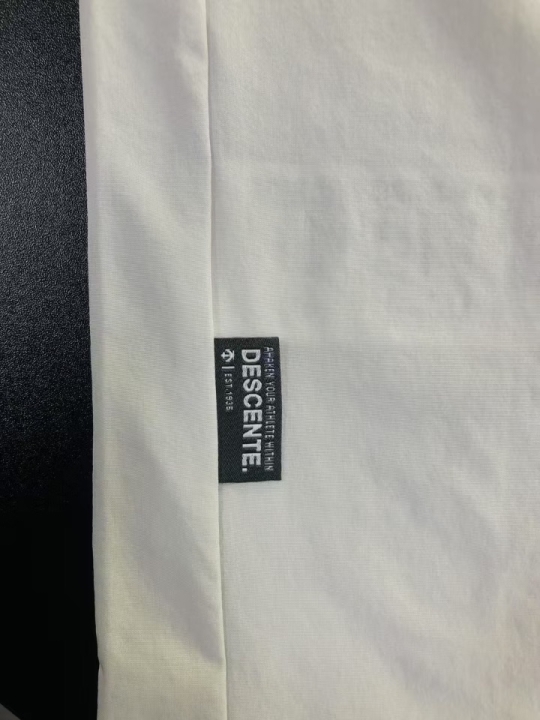 AWAKEN YOUR ATHLETE WITHIN
DESCENTE.
EST.1935